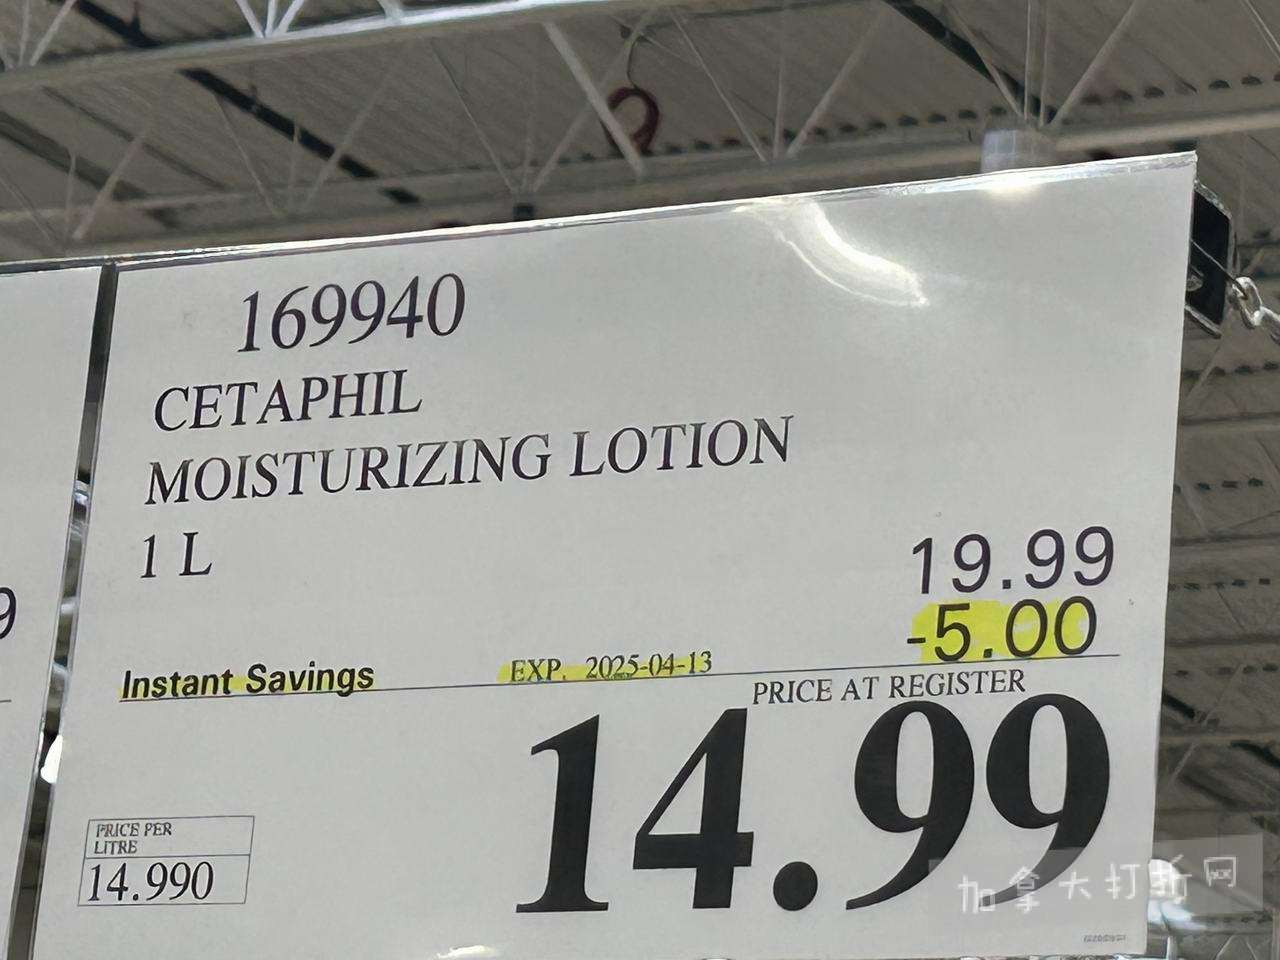 169940
CETAPHIL
MOISTURIZING LOTION
1 L
19.99
-5.00
Instant Savings EXP. 2025-04-13
PRICE AT REGISTER
14.99
PRICE PER
LITRE
14.990
9
加拿大打折网